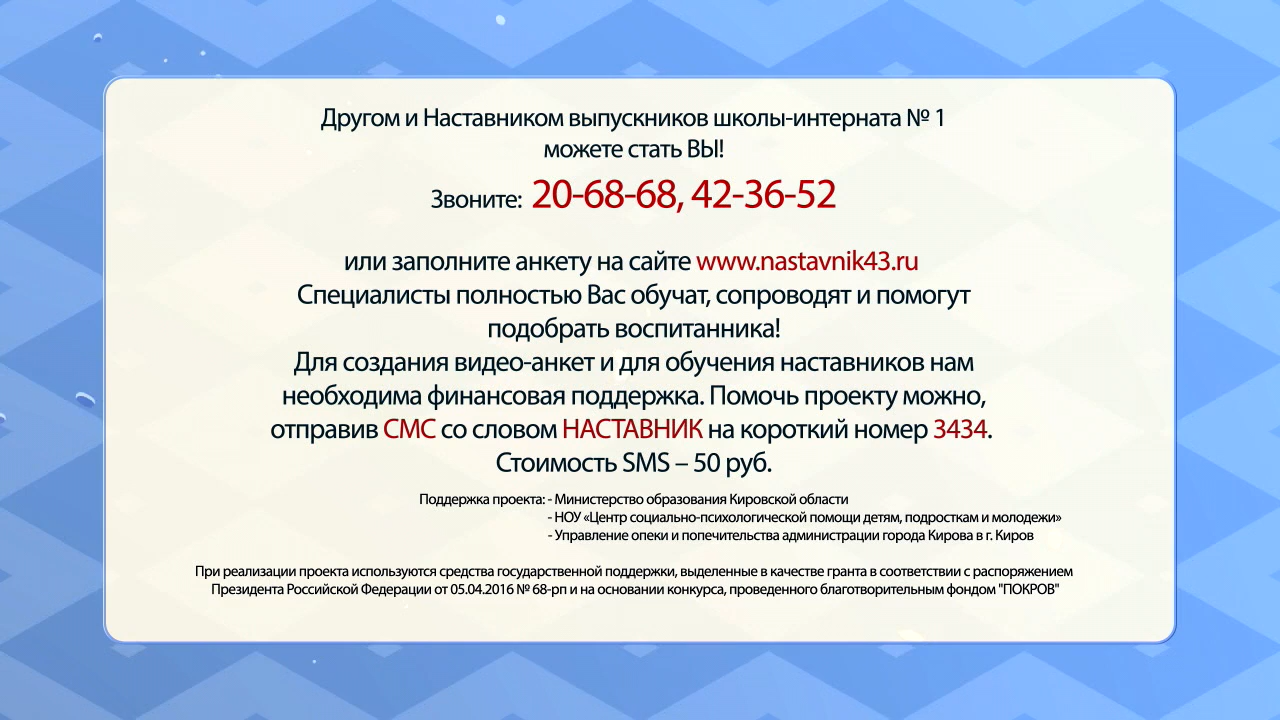 Другом и Наставником выпускников школы-интерната № 1
можете стать ВЫ!
Звоните: 20-68-68, 42-36-52
или заполните анкету на сайте www.nastavnik43.ru
Специалисты полностью Вас обучат, сопроводят и помогут
подобрать воспитанника!
Для создания видео-анкет и для обучения наставников нам
необходима финансовая поддержка. Помочь проекту можно,
отправив СМС со словом НАСТАВНИК на короткий номер 3434.
Стоимость SMS – 50 руб.
Поддержка проекта: - Министерство образования Кировской области
- НОУ «Центр социально-психологической помощи детям, подросткам и молодежи»
- Управление опеки и попечительства администрации города Кирова в г. Киров
При реализации проекта используются средства государственной поддержки, выделенные в качестве гранта в соответствии с распоряжением
Президента Российской Федерации от 05.04.2016 № 68-рп и на основании конкурса, проведенного благотворительным фондом "ПОКРОВ"